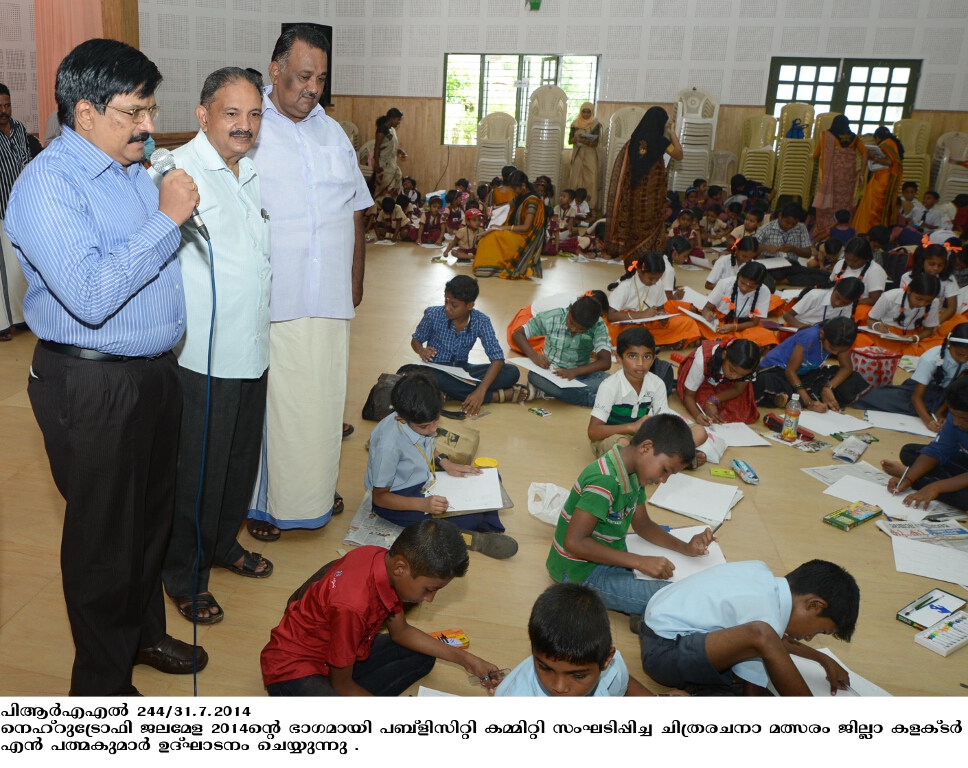 പിആർഎഎൽ 244/31.7.2014
നെഹ്റുട്രോഫി ജലമേള 2014ന്റെ ഭാഗമായി പബ്ളിസിറ്റി കമ്മിറ്റി സംഘടിപ്പിച്ച ചിത്രരചനാ മത്സരം ജില്ലാ കളക്ടർ
എൻ പത്മകുമാർ ഉദ്ഘാടനം ചെയ്യുന്നു .